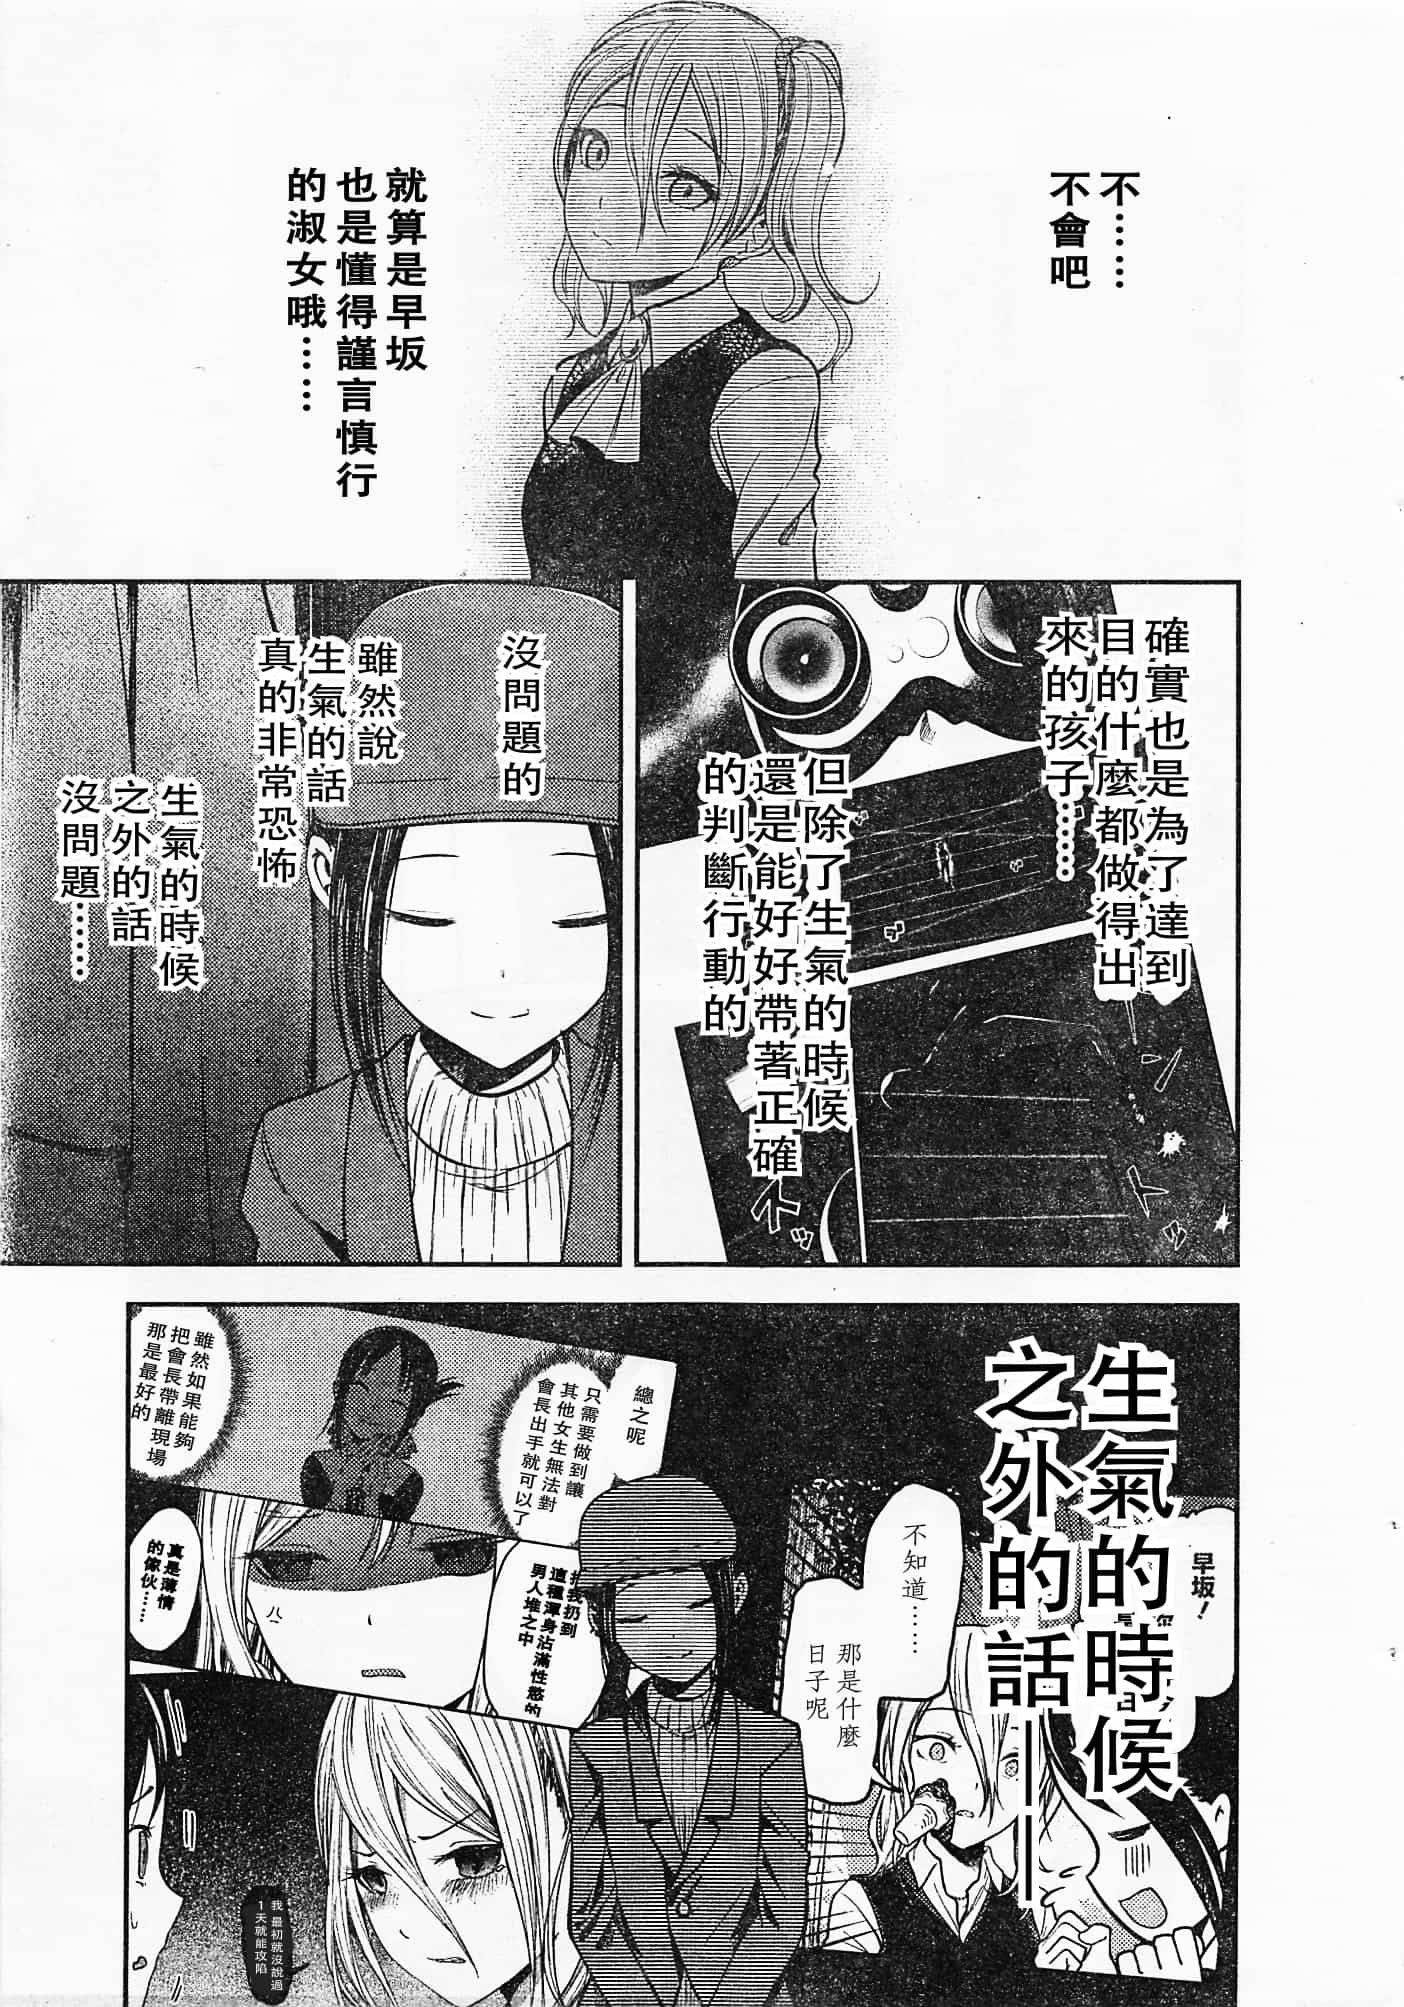 不……
不會吧
就算是早坂
也是懂得謹言慎行
的淑女哦……
確實也是為了達到
目的什麼都做得出
來的孩子……
但除了生氣的時候
還是能好好帶著正確
的判斷行動的
沒問題的
雖然說
生氣的話
真的非常恐怖
生氣的時候
之外的話
沒問題……
生氣的時候
之外的話——
早坂！
不知道……
那是什麼
日子呢
總之呢
只需要做到讓
其他女生無法對
會長出手就可以了
雖然如果能夠
把會長帶離現場
那是最好的
我扔到
這種渾身沾滿性慾的
男人堆之中
真是薄情
的傢伙……
我最初就沒說過
1天就能攻陷